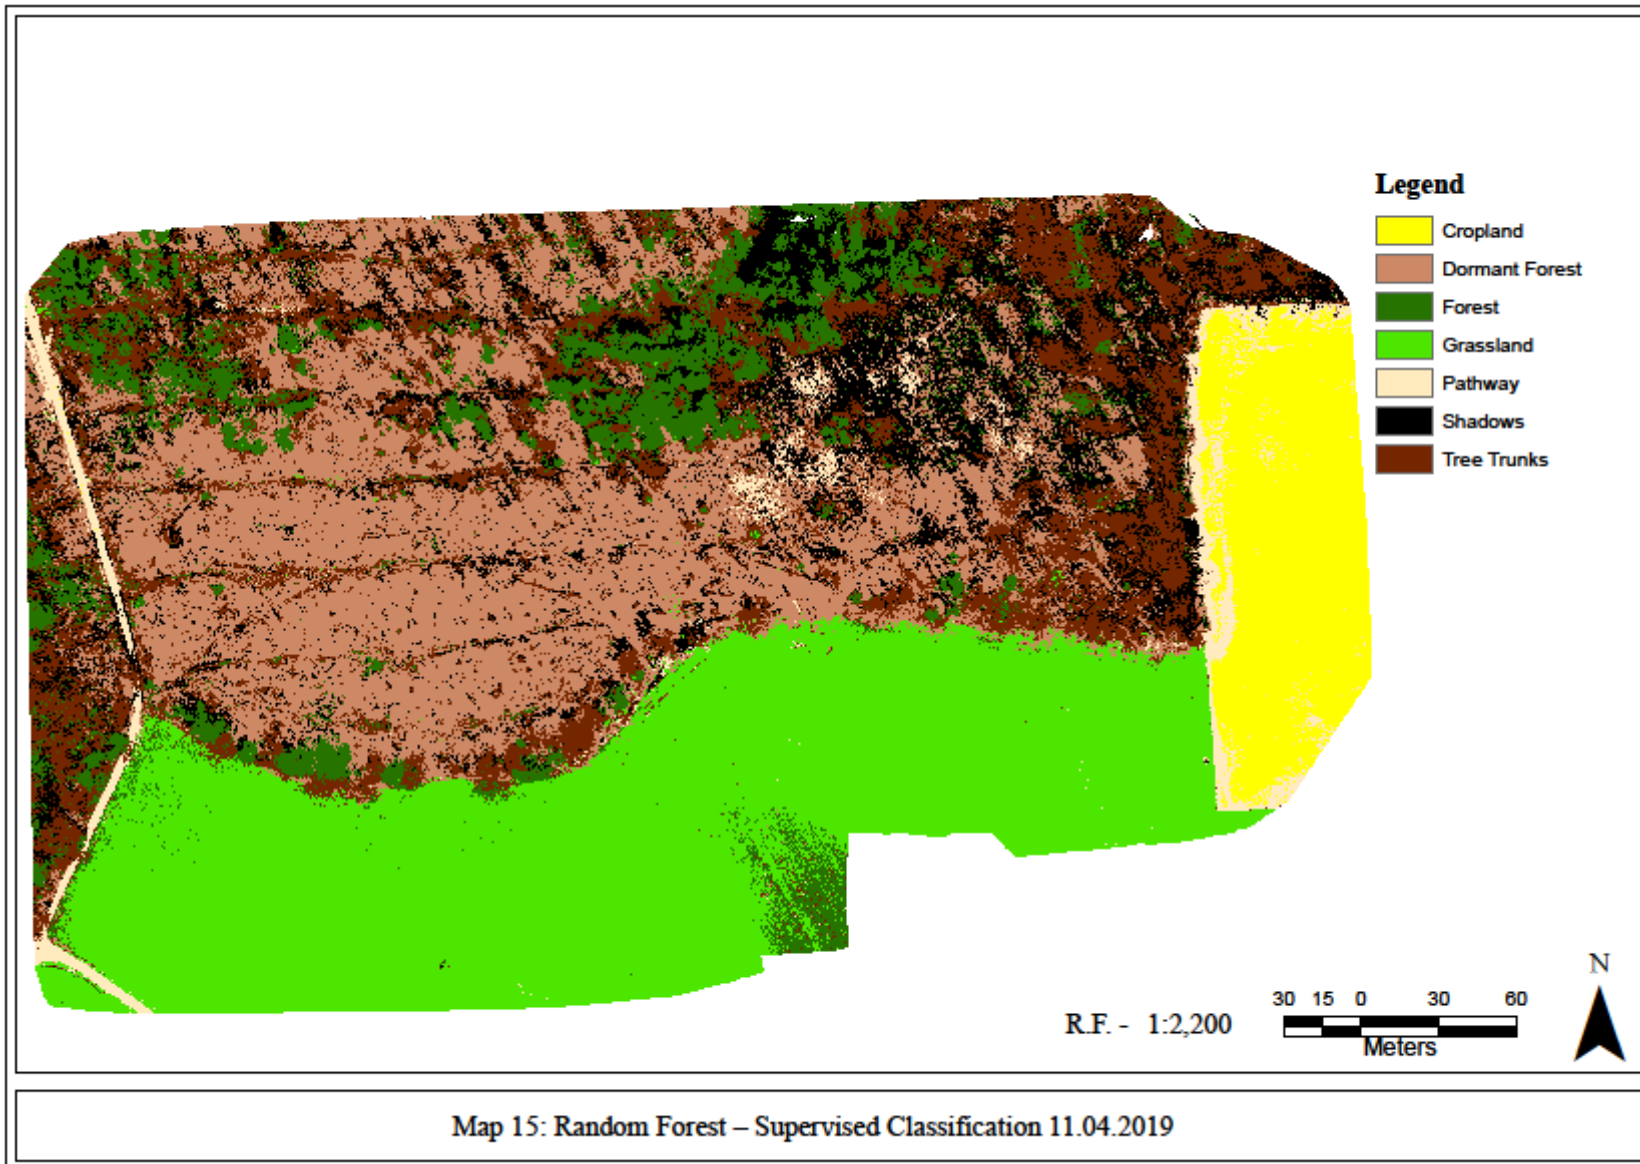 Legend
Cropland
Dormant Forest
Forest
Grassland
Pathway
Shadows
Tree Trunks
N
30 15 0 30 60
R.F. - 1:2,200
Meters
Map 15: Random Forest – Supervised Classification 11.04.2019